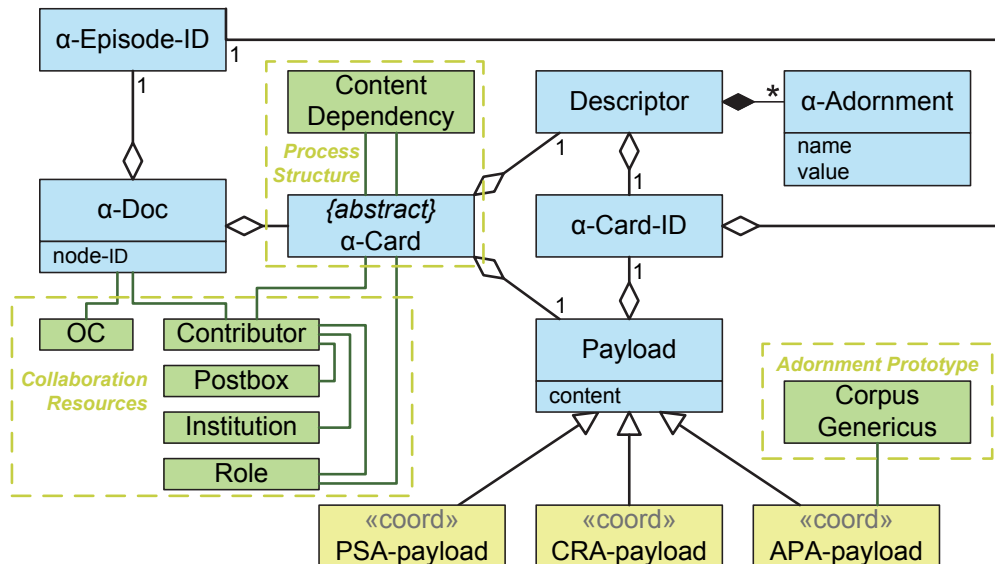 α-Episode-ID
1
1
Content
Dependency
Process
Structure
Descriptor
*
α-Adornment
name
value
1
1
α-Doc
node-ID
{abstract}
α-Card
α-Card-ID
1
1
OC
Contributor
Postbox
Institution
Role
Collaboration
Resources
Payload
content
Adornment Prototype
Corpus
Genericus
«coord»
PSA-payload
«coord»
CRA-payload
«coord»
APA-payload